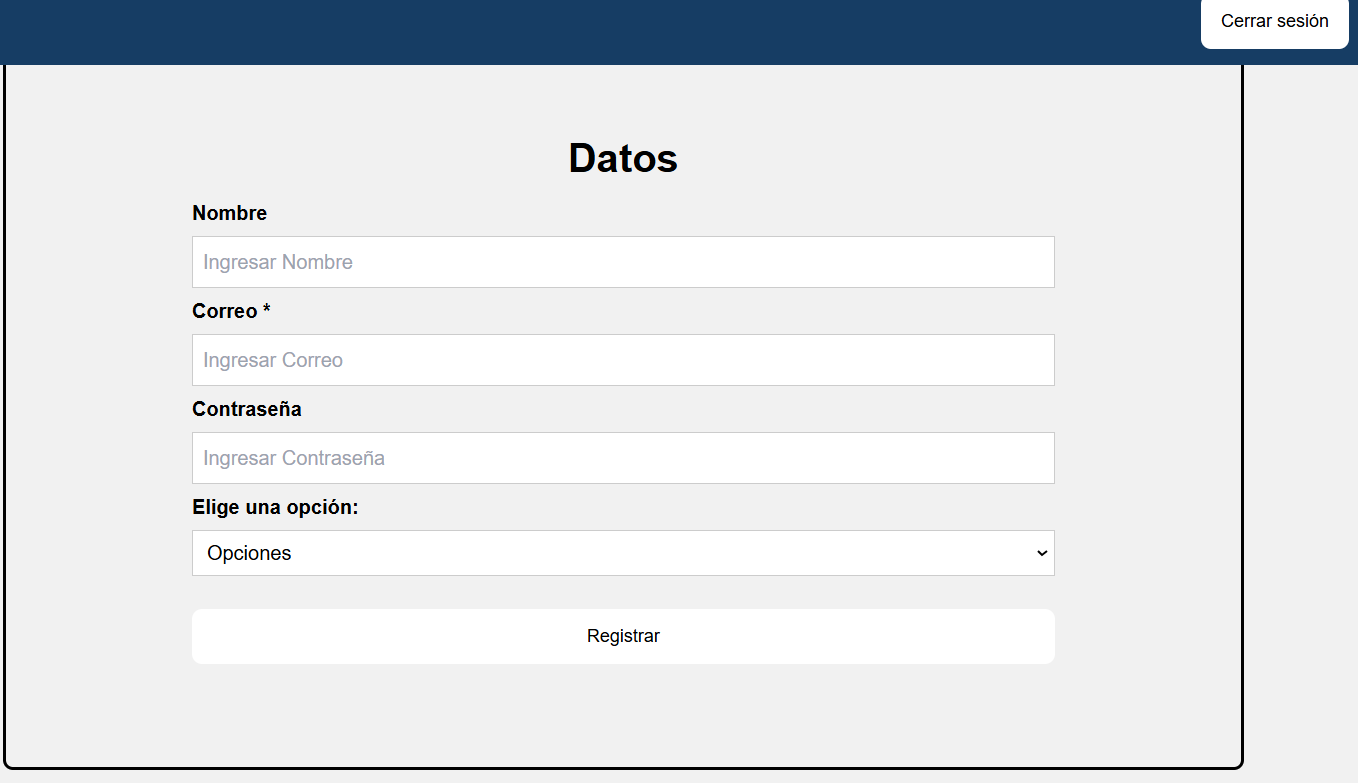 Cerrar sesión
Datos
Nombre
Ingresar Nombre
Correo *
Ingresar Correo
Contraseña
Ingresar Contraseña
Elige una opción:
Opciones
Registrar